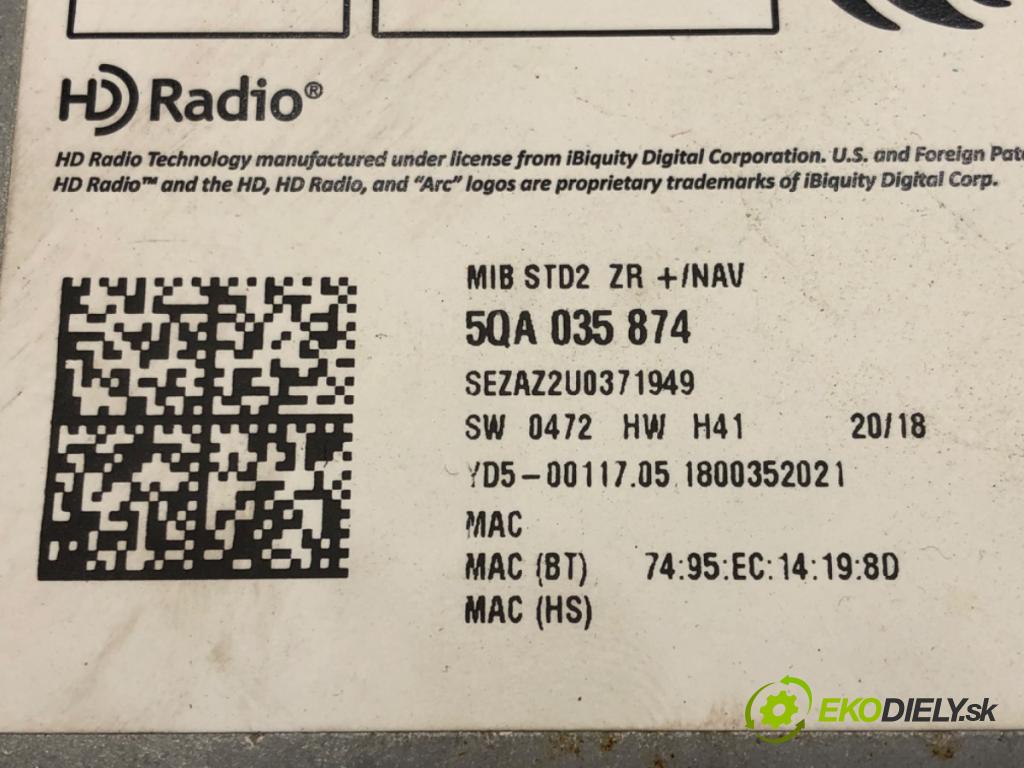 HD Radio®
HD Radio Technology manufactured under license from iBiquity Digital Corporation. U.S. and Foreign
HD Radio™ and the HD, HD Radio, and “Arc” logos are proprietary trademarks of iBiquity Digital Corp.
MIB STD2 ZR +/NAV
5QA 035 874
SEZAZ2U0371949
SW 0472 HW H41 20/18
YD5-00117.05 1800352021
MAC
MAC (BT) 74:95:EC:14:19:8D
MAC (HS)
EKODIELY.sk